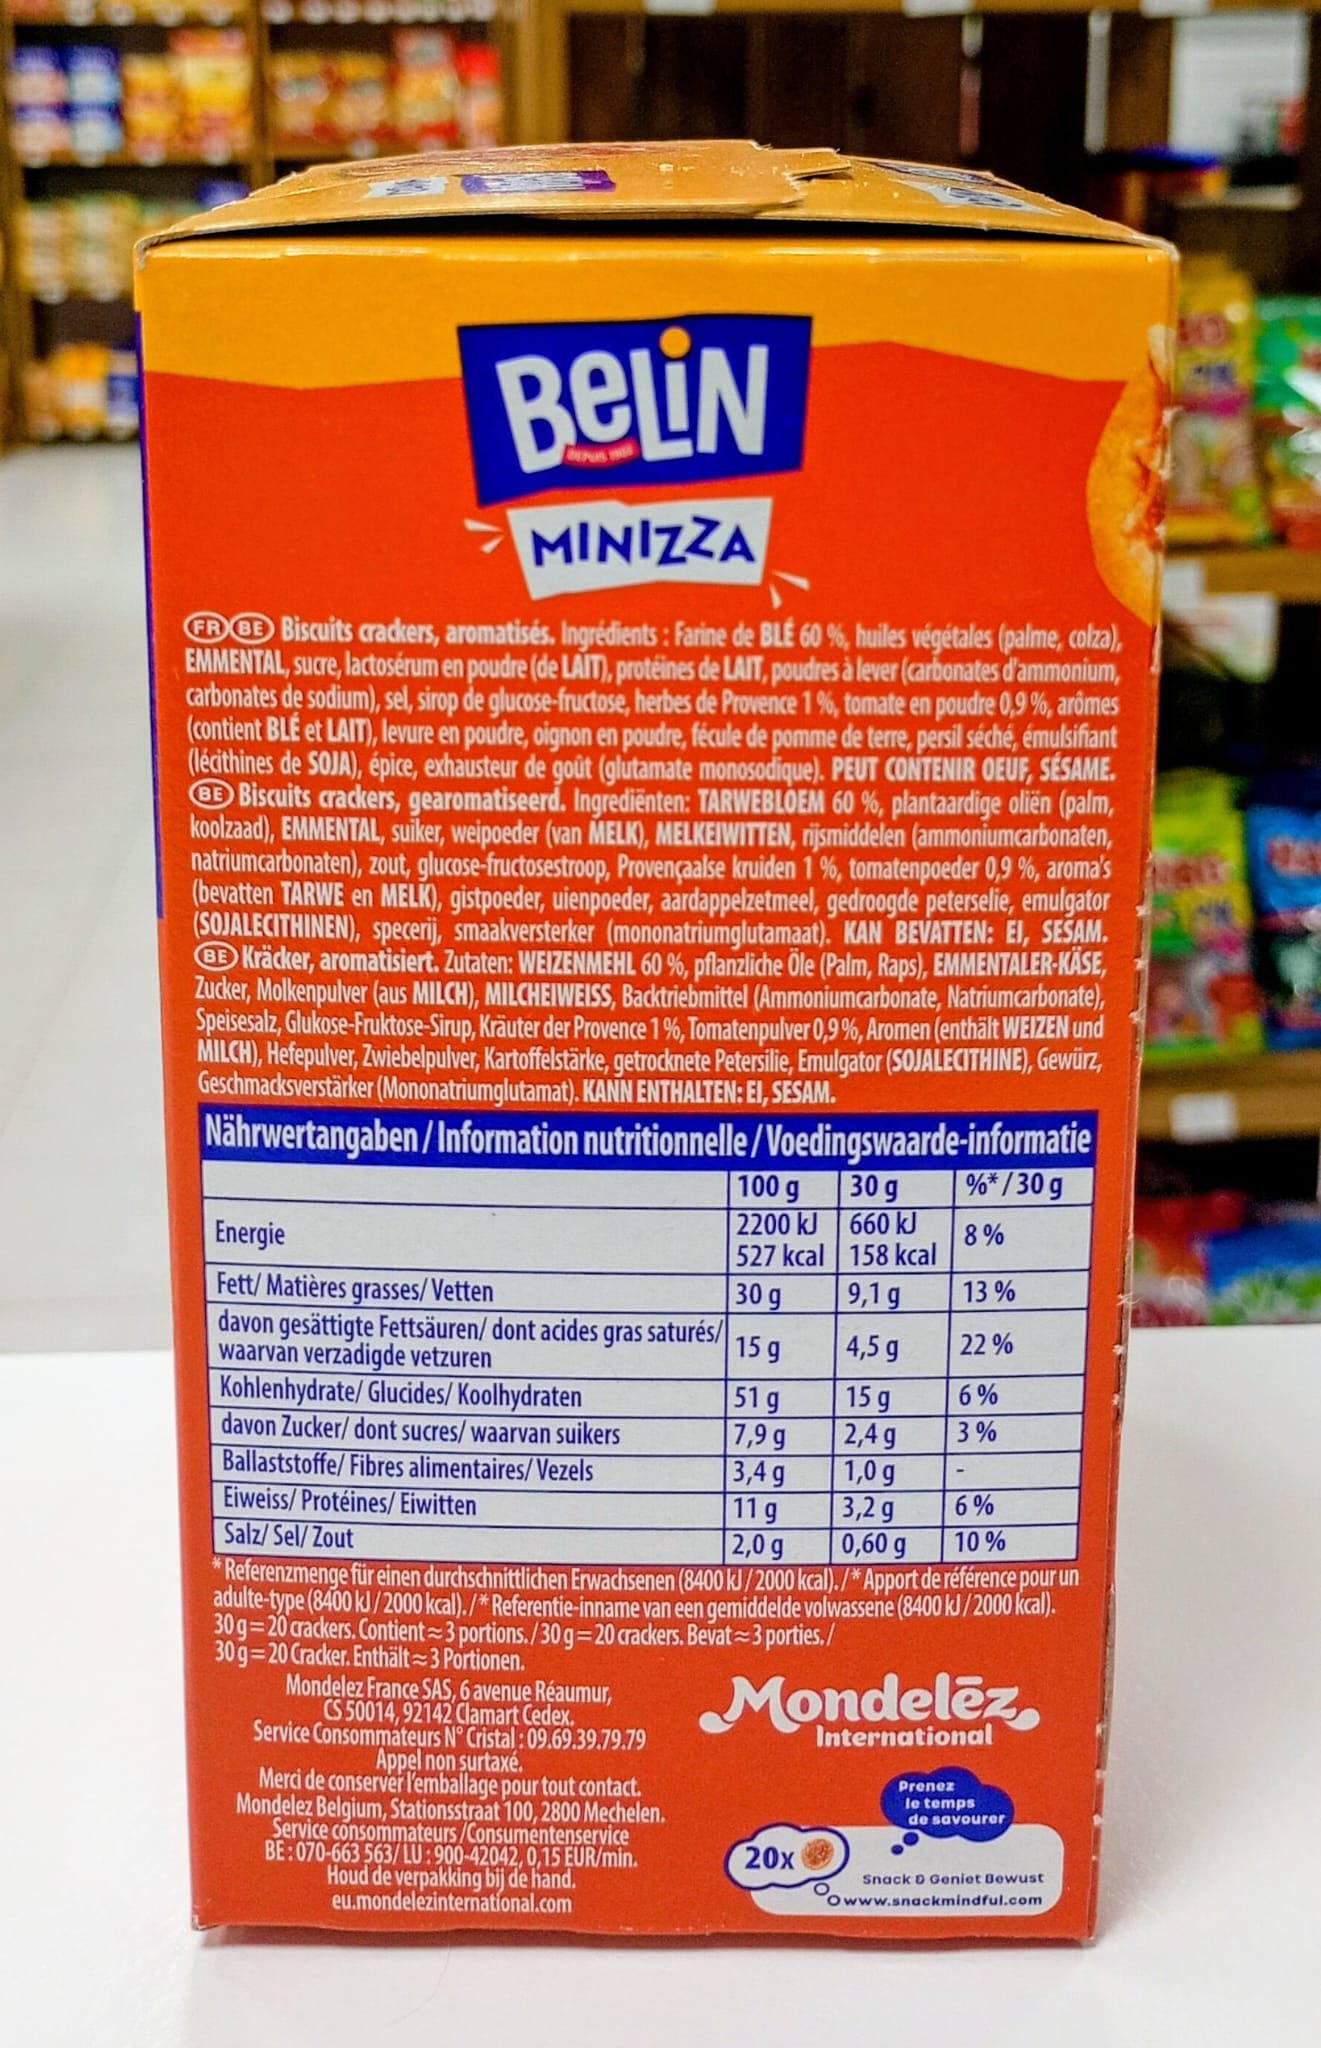 BELIN
DEPUIS 1902
MINIZZA
FR BE Biscuits crackers, aromatisés. Ingrédients : Farine de BLÉ 60 %, huiles végétales (palme, colza),
EMMENTAL, sucre, lactosérum en poudre (de LAIT), protéines de LAIT, poudres à lever (carbonates d'ammonium,
carbonates de sodium), sel, sirop de glucose-fructose, herbes de Provence 1 %, tomate en poudre 0,9 %, arômes
(contient BLÉ et LAIT), levure en poudre, oignon en poudre, fécule de pomme de terre, persil séché, émulsifiant
(lécithines de SOJA), épice, exhausteur de goût (glutamate monosodique). PEUT CONTENIR OEUF, SÉSAME.
BE Biscuits crackers, gearomatiseerd. Ingrediënten: TARWEBLOEM 60 %, plantaardige oliën (palm,
koolzaad), EMMENTAL, suiker, weipoeder (van MELK), MELKEIWITTEN, rijsmiddelen (ammoniumcarbonaten,
natriumcarbonaten), zout, glucose-fructosestroop, Provençaalse kruiden 1 %, tomatenpoeder 0,9 %, aroma's
(bevatten TARWE en MELK), gistpoeder, uienpoeder, aardappelzetmeel, gedroogde peterselie, emulgator
(SOJALECITHINEN), specerij, smaakversterker (mononatriumglutamaat). KAN BEVATTEN: EI, SESAM.
BE Kräcker, aromatisiert. Zutaten: WEIZENMEHL 60 %, pflanzliche Öle (Palm, Raps), EMMENTALER-KÄSE,
Zucker, Molkenpulver (aus MILCH), MILCHEIWEISS, Backtriebmittel (Ammoniumcarbonate, Natriumcarbonate),
Speisesalz, Glukose-Fruktose-Sirup, Kräuter der Provence 1 %, Tomatenpulver 0,9 %, Aromen (enthält WEIZEN und
MILCH), Hefepulver, Zwiebelpulver, Kartoffelstärke, getrocknete Petersilie, Emulgator (SOJALECITHINE), Gewürz,
Geschmacksverstärker (Mononatriumglutamat). KANN ENTHALTEN: EI, SESAM.
Nährwertangaben / Information nutritionnelle / Voedingswaarde-informatie
100 g 30 g %* / 30 g
Energie 2200 kJ 660 kJ 8 %
527 kcal 158 kcal
Fett/ Matières grasses/ Vetten 30 g 9,1 g 13 %
davon gesättigte Fettsäuren/ dont acides gras saturés/
waarvan verzadigde vetzuren 15 g 4,5 g 22 %
Kohlenhydrate/ Glucides/ Koolhydraten 51 g 15 g 6 %
davon Zucker/ dont sucres/ waarvan suikers 7,9 g 2,4 g 3 %
Ballaststoffe/ Fibres alimentaires/ Vezels 3,4 g 1,0 g -
Eiweiss/ Protéines/ Eiwitten 11 g 3,2 g 6 %
Salz/ Sel/ Zout 2,0 g 0,60 g 10 %
* Referenzmenge für einen durchschnittlichen Erwachsenen (8400 kJ / 2000 kcal). / * Apport de référence pour un
adulte-type (8400 kJ / 2000 kcal). / * Referentie-inname van een gemiddelde volwassene (8400 kJ / 2000 kcal).
30 g = 20 crackers. Contient ≈ 3 portions. / 30 g = 20 crackers. Bevat ≈ 3 porties. /
30 g = 20 Cracker. Enthält ≈ 3 Portionen.
Mondelez France SAS, 6 avenue Réaumur,
CS 50014, 92142 Clamart Cedex.
Service Consommateurs N° Cristal : 09.69.39.79.79
Appel non surtaxé.
Merci de conserver l'emballage pour tout contact.
Mondelez Belgium, Stationsstraat 100, 2800 Mechelen.
Service consommateurs /Consumentenservice
BE : 070-663 563/ LU : 900-42042, 0,15 EUR/min.
Houd de verpakking bij de hand.
eu.mondelezinternational.com
Mondelēz
International
Prenez
le temps
de savourer
20x
Snack & Geniet Bewust
www.snackmindful.com